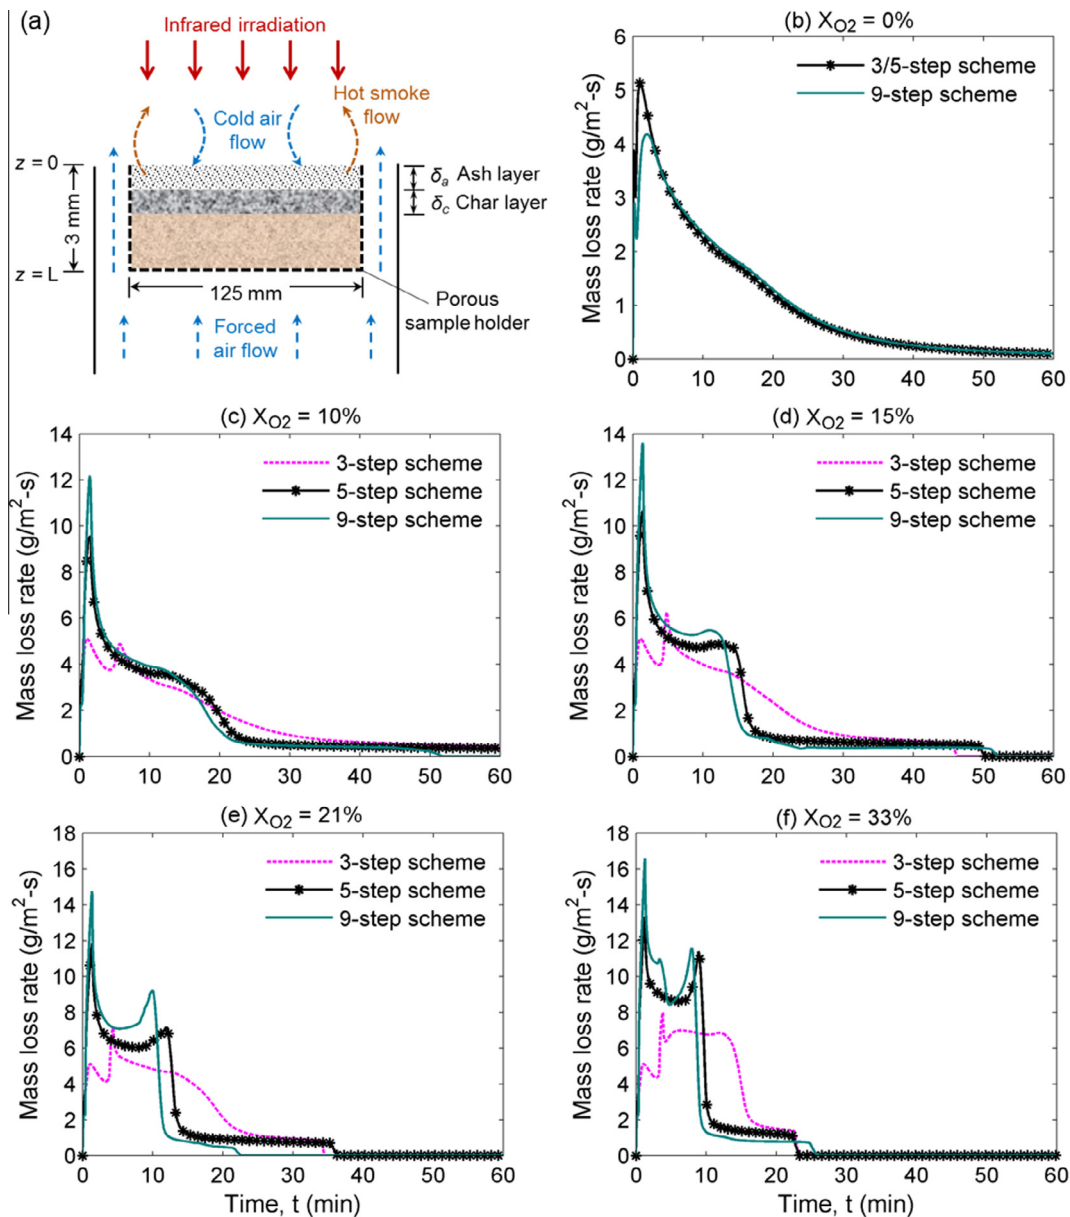 (a)
Infrared irradiation
Hot smoke
flow
Cold air
flow
z = 0
3 mm
z = L
δa Ash layer
δc Char layer
125 mm
Porous
sample holder
Forced
air flow
(b) XO2 = 0%
Mass loss rate (g/m²-s)
6
5
4
3
2
1
0
3/5-step scheme
9-step scheme
0 10 20 30 40 50 60
(c) XO2 = 10%
Mass loss rate (g/m²-s)
14
12
10
8
6
4
2
0
3-step scheme
5-step scheme
9-step scheme
0 10 20 30 40 50 60
(d) XO2 = 15%
Mass loss rate (g/m²-s)
14
12
10
8
6
4
2
0
3-step scheme
5-step scheme
9-step scheme
0 10 20 30 40 50 60
(e) XO2 = 21%
Mass loss rate (g/m²-s)
18
16
14
12
10
8
6
4
2
0
3-step scheme
5-step scheme
9-step scheme
0 10 20 30 40 50 60
Time, t (min)
(f) XO2 = 33%
Mass loss rate (g/m²-s)
18
16
14
12
10
8
6
4
2
0
3-step scheme
5-step scheme
9-step scheme
0 10 20 30 40 50 60
Time, t (min)